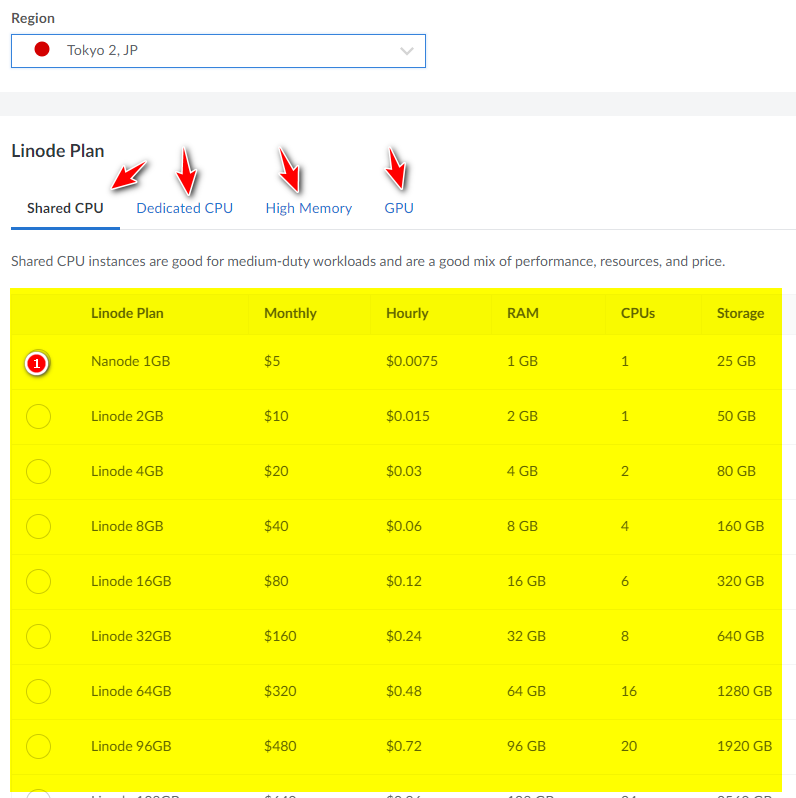 Region
Tokyo 2, JP
Linode Plan
Shared CPU Dedicated CPU High Memory GPU
Shared CPU instances are good for medium-duty workloads and are a good mix of performance, resources, and price.
Linode Plan Monthly Hourly RAM CPUs Storage
1 Nanode 1GB $5 $0.0075 1 GB 1 25 GB
Linode 2GB $10 $0.015 2 GB 1 50 GB
Linode 4GB $20 $0.03 4 GB 2 80 GB
Linode 8GB $40 $0.06 8 GB 4 160 GB
Linode 16GB $80 $0.12 16 GB 6 320 GB
Linode 32GB $160 $0.24 32 GB 8 640 GB
Linode 64GB $320 $0.48 64 GB 16 1280 GB
Linode 96GB $480 $0.72 96 GB 20 1920 GB